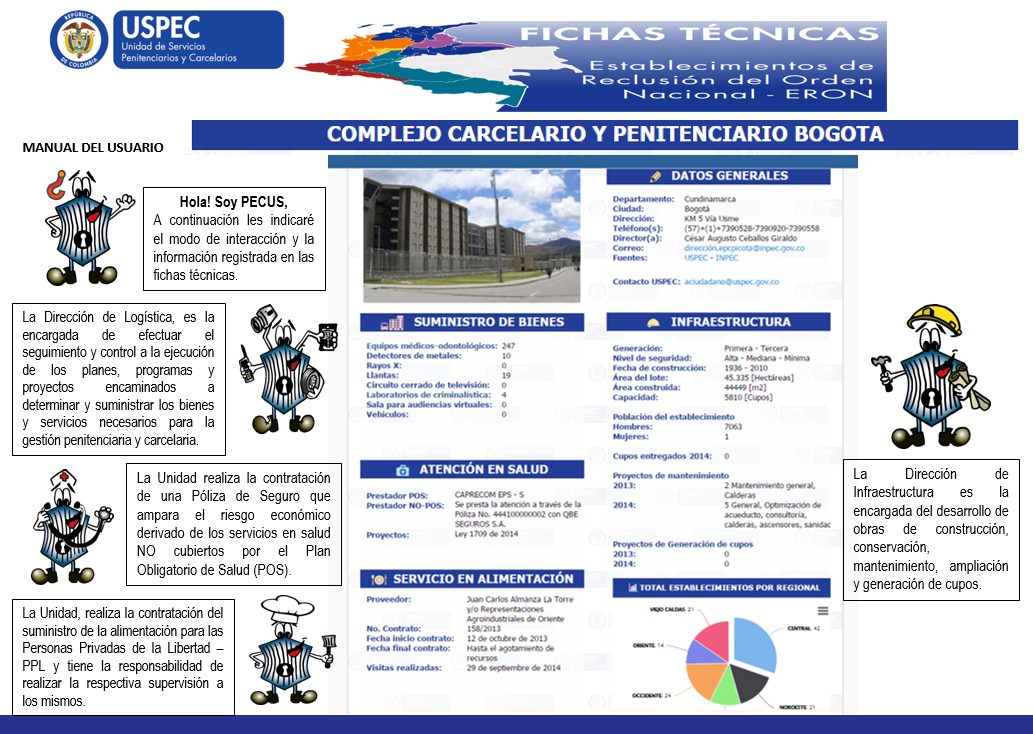 REPÚBLICA
DE COLOMBIA
USPEC
Unidad de Servicios
Penitenciarios y Carcelarios
FICHAS TÉCNICAS
Establecimientos de
Reclusión del Orden
Nacional - ERON
COMPLEJO CARCELARIO Y PENITENCIARIO BOGOTA
MANUAL DEL USUARIO
Hola! Soy PECUS,
A continuación les indicaré
el modo de interacción y la
información registrada en las
fichas técnicas.
La Dirección de Logística, es la
encargada de efectuar el
seguimiento y control a la ejecución
de los planes, programas y
proyectos encaminados a
determinar y suministrar los bienes
y servicios necesarios para la
gestión penitenciaria y carcelaria.
La Unidad realiza la contratación
de una Póliza de Seguro que
ampara el riesgo económico
derivado de los servicios en salud
NO cubiertos por el Plan
Obligatorio de Salud (POS).
La Unidad, realiza la contratación del
suministro de la alimentación para las
Personas Privadas de la Libertad –
PPL y tiene la responsabilidad de
realizar la respectiva supervisión a
los mismos.
DATOS GENERALES
Departamento: Cundinamarca
Ciudad: Bogotá
Dirección: KM 5 Vía Usme
Teléfono(s): (57)+(1)+7390528-7390920-7390558
Director(a): César Augusto Ceballos Giraldo
Correo: dirección.epcpicota@inpec.gov.co
Fuentes: USPEC - INPEC
Contacto USPEC: aciudadano@uspec.gov.co
SUMINISTRO DE BIENES
Equipos médicos-odontológicos: 247
Detectores de metales: 10
Rayos X: 0
Llantas: 19
Circuito cerrado de televisión: 0
Laboratorios de criminalística: 4
Sala para audiencias virtuales: 0
Vehículos: 0
ATENCIÓN EN SALUD
Prestador POS: CAPRECOM EPS - S
Prestador NO-POS: Se presta la atención a través de la
Póliza No. 444100000002 con QBE
SEGUROS S.A.
Proyectos: Ley 1709 de 2014
SERVICIO EN ALIMENTACIÓN
Proveedor: Juan Carlos Almanza La Torre
y/o Representaciones
Agroindustriales de Oriente
No. Contrato: 158/2013
Fecha inicio contrato: 12 de octubre de 2013
Fecha final contrato: Hasta el agotamiento de
recursos
Visitas realizadas: 29 de septiembre de 2014
INFRAESTRUCTURA
Generación: Primera - Tercera
Nivel de seguridad: Alta - Mediana - Mínima
Fecha de construcción: 1936 - 2010
Área del lote: 45.335 [Hectáreas]
Área construida: 44449 [m2]
Capacidad: 5810 [Cupos]
Población del establecimiento
Hombres: 7063
Mujeres: 1
Cupos entregados 2014: 0
Proyectos de mantenimiento
2013: 2 Mantenimiento general,
Calderas
2014: 5 General, Optimización de
acueducto, consultoría,
calderas, ascensores, sanidac
Proyectos de Generación de cupos
2013: 0
2014: 0
TOTAL ESTABLECIMIENTOS POR REGIONAL
VIEJO CALDAS 21
CENTRAL 42
ORIENTE 14
OCCIDENTE 24
NOROESTE 21
La Dirección de
Infraestructura es la
encargada del desarrollo de
obras de construcción,
conservación,
mantenimiento, ampliación
y generación de cupos.